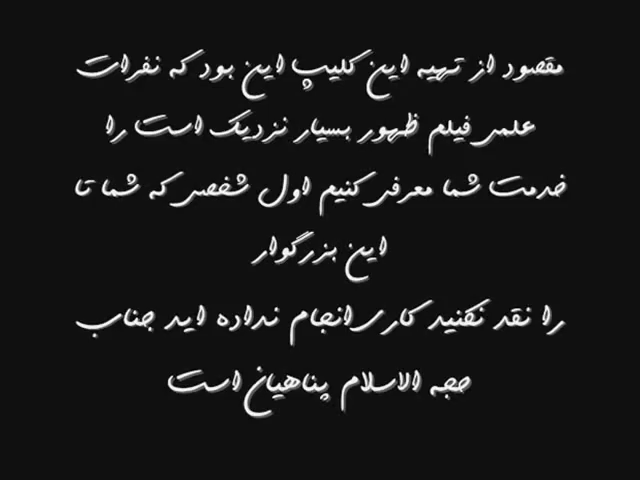 مقصود از تهیه این کلیپ این بود که نفرات
علمی فیلم ظهور بسیار نزدیک است را
خدمت شما معرفی کنیم اول شخصی که شما تا
این بزرگوار
را نقد نکنید کاری انجام نداده اید جناب
حجه الاسلام پناهیان است